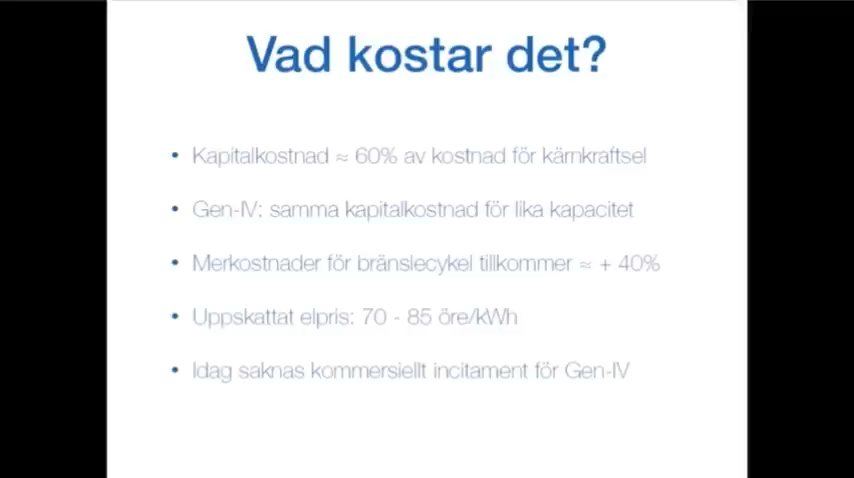 Vad kostar det?
• Kapitalkostnad ≈ 60% av kostnad för kärnkraftsel
• Gen-IV: samma kapitalkostnad för lika kapacitet
• Merkostnader för bränslecykel tillkommer ≈ + 40%
• Uppskattat elpris: 70 - 85 öre/kWh
• Idag saknas kommersiellt incitament för Gen-IV